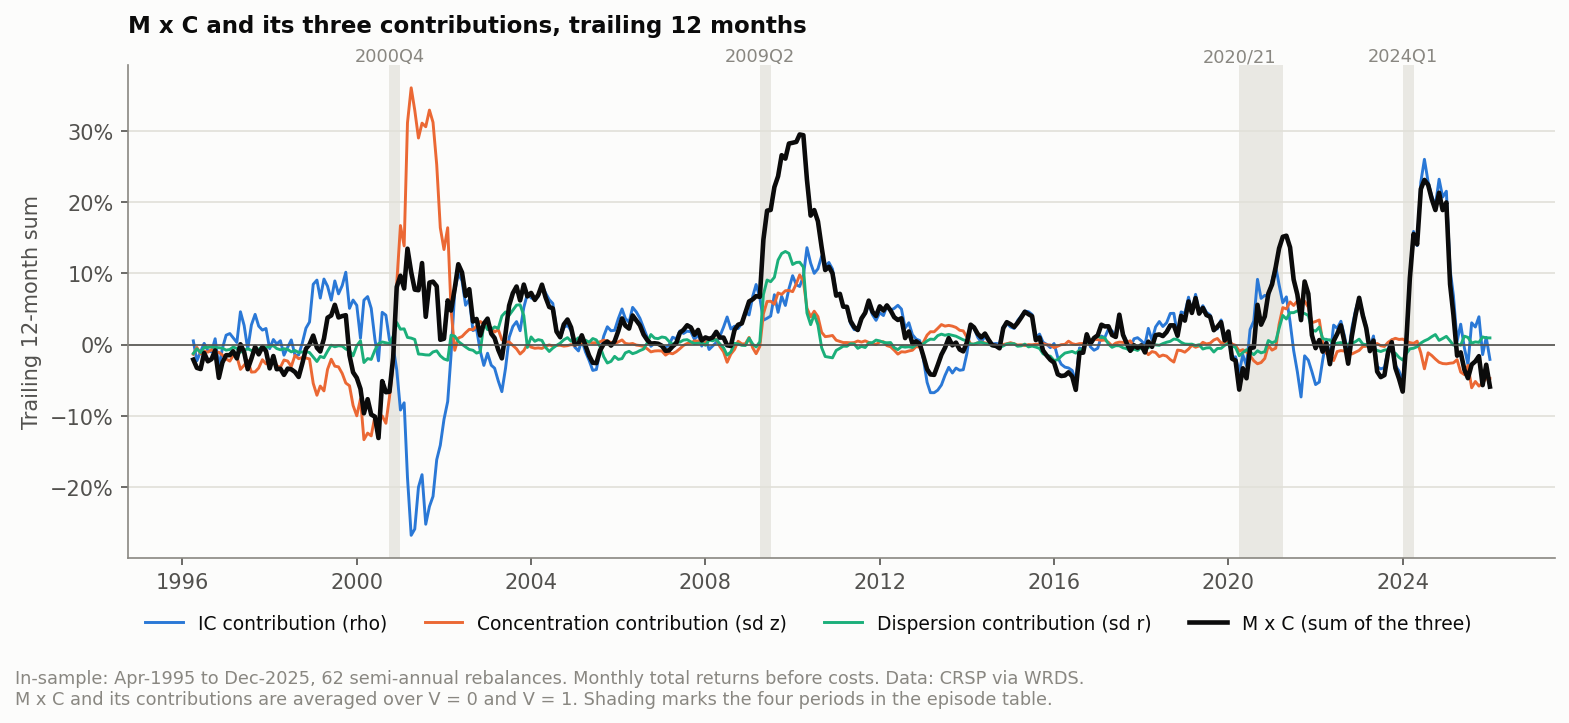 M x C and its three contributions, trailing 12 months
2000Q4
2009Q2
2020/21
2024Q1
Trailing 12-month sum
30%
20%
10%
0%
−10%
−20%
1996
2000
2004
2008
2012
2016
2020
2024
IC contribution (rho)
Concentration contribution (sd z)
Dispersion contribution (sd r)
M x C (sum of the three)
In-sample: Apr-1995 to Dec-2025, 62 semi-annual rebalances. Monthly total returns before costs. Data: CRSP via WRDS.
M x C and its contributions are averaged over V = 0 and V = 1. Shading marks the four periods in the episode table.